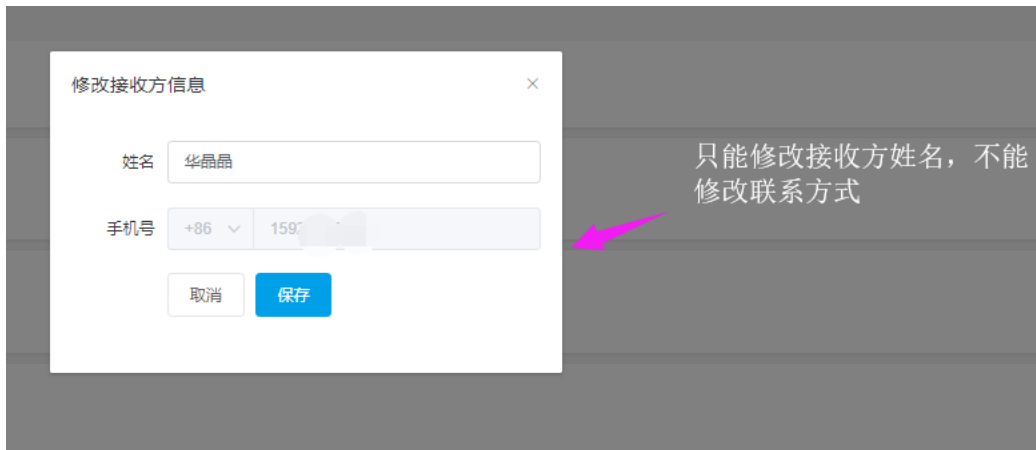 修改接收方信息
姓名 华晶晶
只能修改接收方姓名，不能
修改联系方式
手机号 +86 159
取消 保存